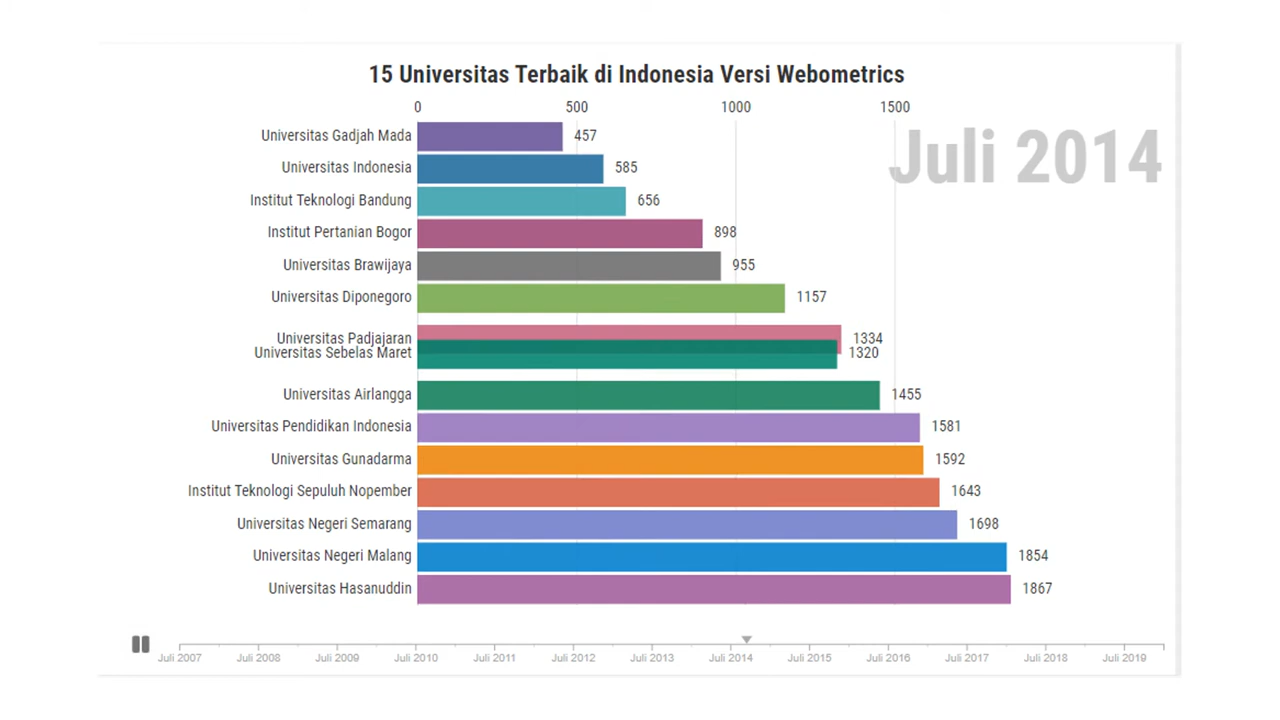 15 Universitas Terbaik di Indonesia Versi Webometrics
0 500 1000 1500
Juli 2014
Universitas Gadjah Mada 457
Universitas Indonesia 585
Institut Teknologi Bandung 656
Institut Pertanian Bogor 898
Universitas Brawijaya 955
Universitas Diponegoro 1157
Universitas Padjajaran 1334
Universitas Sebelas Maret 1320
Universitas Airlangga 1455
Universitas Pendidikan Indonesia 1581
Universitas Gunadarma 1592
Institut Teknologi Sepuluh Nopember 1643
Universitas Negeri Semarang 1698
Universitas Negeri Malang 1854
Universitas Hasanuddin 1867
Juli 2007 Juli 2008 Juli 2009 Juli 2010 Juli 2011 Juli 2012 Juli 2013 Juli 2014 Juli 2015 Juli 2016 Juli 2017 Juli 2018 Juli 2019